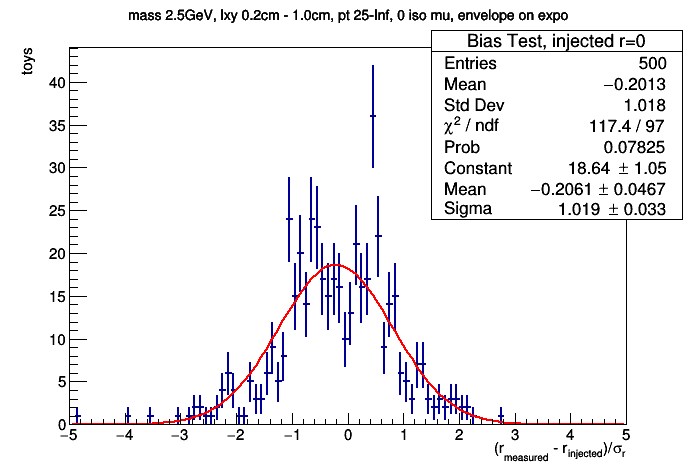 mass 2.5GeV, lxy 0.2cm - 1.0cm, pt 25-Inf, 0 iso mu, envelope on expo
toys
Bias Test, injected r=0
Entries 500
Mean −0.2013
Std Dev 1.018
χ² / ndf 117.4 / 97
Prob 0.07825
Constant 18.64 ± 1.05
Mean −0.2061 ± 0.0467
Sigma 1.019 ± 0.033
40
35
30
25
20
15
10
5
0
−5 −4 −3 −2 −1 0 1 2 3 4 5
(r_measured - r_injected)/σ_r